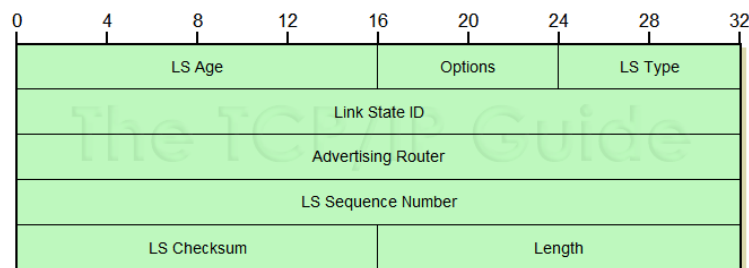 0 4 8 12 16 20 24 28 32
LS Age Options LS Type
Link State ID
The TCP/IP Guide
Advertising Router
LS Sequence Number
LS Checksum Length